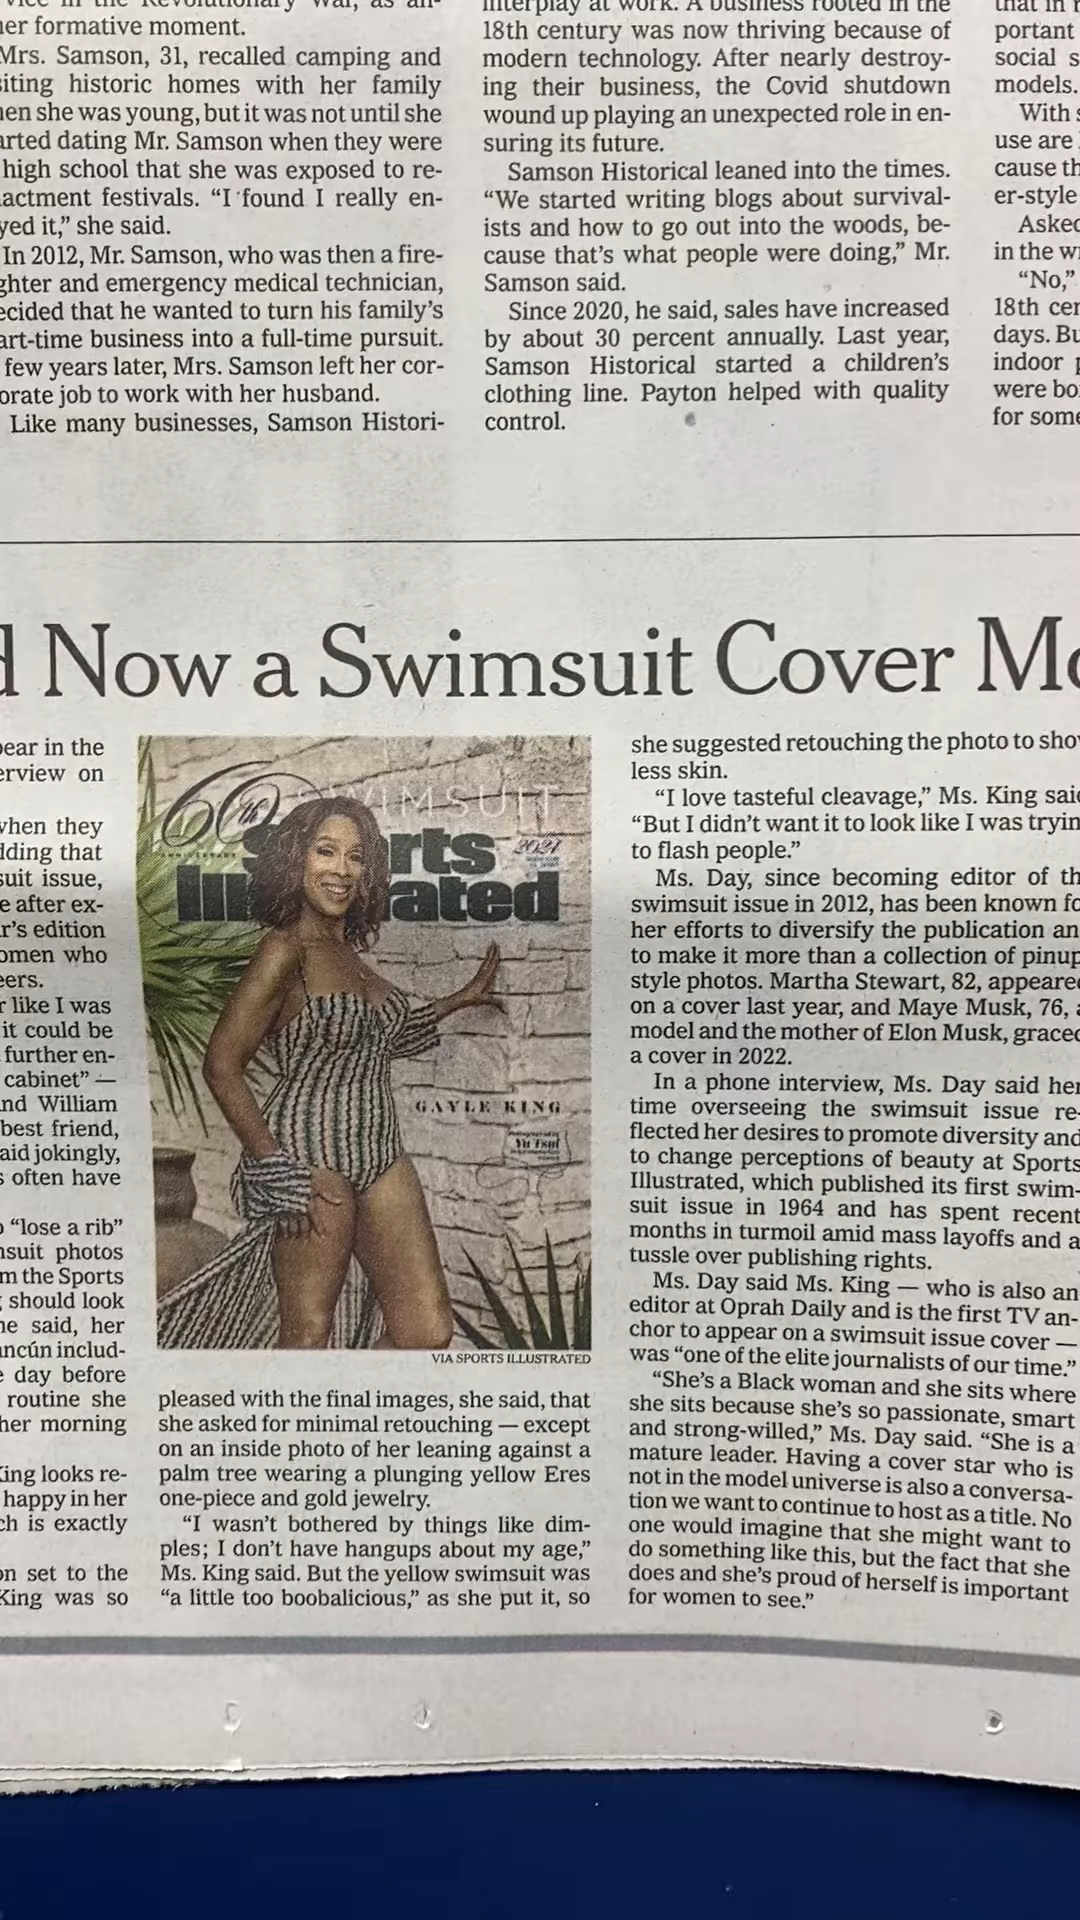 her formative moment.
Mrs. Samson, 31, recalled camping and
siting historic homes with her family
en she was young, but it was not until she
arted dating Mr. Samson when they were
high school that she was exposed to re-
actment festivals. “I found I really en-
yed it,” she said.
In 2012, Mr. Samson, who was then a fire-
ghter and emergency medical technician,
ecided that he wanted to turn his family’s
art-time business into a full-time pursuit.
few years later, Mrs. Samson left her cor-
orate job to work with her husband.
Like many businesses, Samson Histori-
interplay at work. A business rooted in the
18th century was now thriving because of
modern technology. After nearly destroy-
ing their business, the Covid shutdown
wound up playing an unexpected role in en-
suring its future.
Samson Historical leaned into the times.
“We started writing blogs about survival-
ists and how to go out into the woods, be-
cause that’s what people were doing,” Mr.
Samson said.
Since 2020, he said, sales have increased
by about 30 percent annually. Last year,
Samson Historical started a children’s
clothing line. Payton helped with quality
control.
that in
portant
social s
models.
With s
use are
cause th
er-style
Asked
in the w
“No,”
18th cen
days. Bu
indoor p
were bo
for some
d Now a Swimsuit Cover Mo
pear in the
erview on
when they
dding that
suit issue,
e after ex-
r’s edition
omen who
eers.
r like I was
it could be
further en-
cabinet” —
nd William
best friend,
aid jokingly,
s often have
o “lose a rib”
nsuit photos
m the Sports
g should look
he said, her
ancún includ-
e day before
routine she
her morning
King looks re-
happy in her
ch is exactly
on set to the
King was so
60th SWIMSUIT
ANNIVERSARY
Sports
2024
Il ated
GAYLE KING
Photographed by
Yu Tsai
VIA SPORTS ILLUSTRATED
pleased with the final images, she said, that
she asked for minimal retouching — except
on an inside photo of her leaning against a
palm tree wearing a plunging yellow Eres
one-piece and gold jewelry.
“I wasn’t bothered by things like dim-
ples; I don’t have hangups about my age,”
Ms. King said. But the yellow swimsuit was
“a little too boobalicious,” as she put it, so
she suggested retouching the photo to show
less skin.
“I love tasteful cleavage,” Ms. King said
“But I didn’t want it to look like I was tryin
to flash people.”
Ms. Day, since becoming editor of th
swimsuit issue in 2012, has been known fo
her efforts to diversify the publication an
to make it more than a collection of pinup
style photos. Martha Stewart, 82, appeared
on a cover last year, and Maye Musk, 76, a
model and the mother of Elon Musk, graced
a cover in 2022.
In a phone interview, Ms. Day said her
time overseeing the swimsuit issue re-
flected her desires to promote diversity and
to change perceptions of beauty at Sports
Illustrated, which published its first swim-
suit issue in 1964 and has spent recent
months in turmoil amid mass layoffs and a
tussle over publishing rights.
Ms. Day said Ms. King — who is also an
editor at Oprah Daily and is the first TV an-
chor to appear on a swimsuit issue cover —
was “one of the elite journalists of our time.”
“She’s a Black woman and she sits where
she sits because she’s so passionate, smart
and strong-willed,” Ms. Day said. “She is a
mature leader. Having a cover star who is
not in the model universe is also a conversa-
tion we want to continue to host as a title. No
one would imagine that she might want to
do something like this, but the fact that she
does and she’s proud of herself is important
for women to see.”